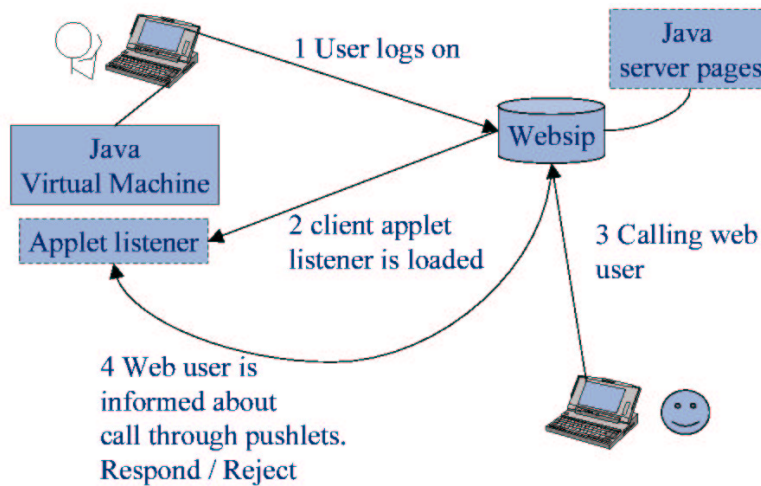 1 User logs on
Java
server pages
Websip
Java
Virtual Machine
Applet listener
2 client applet
listener is loaded
3 Calling web
user
4 Web user is
informed about
call through pushlets.
Respond / Reject